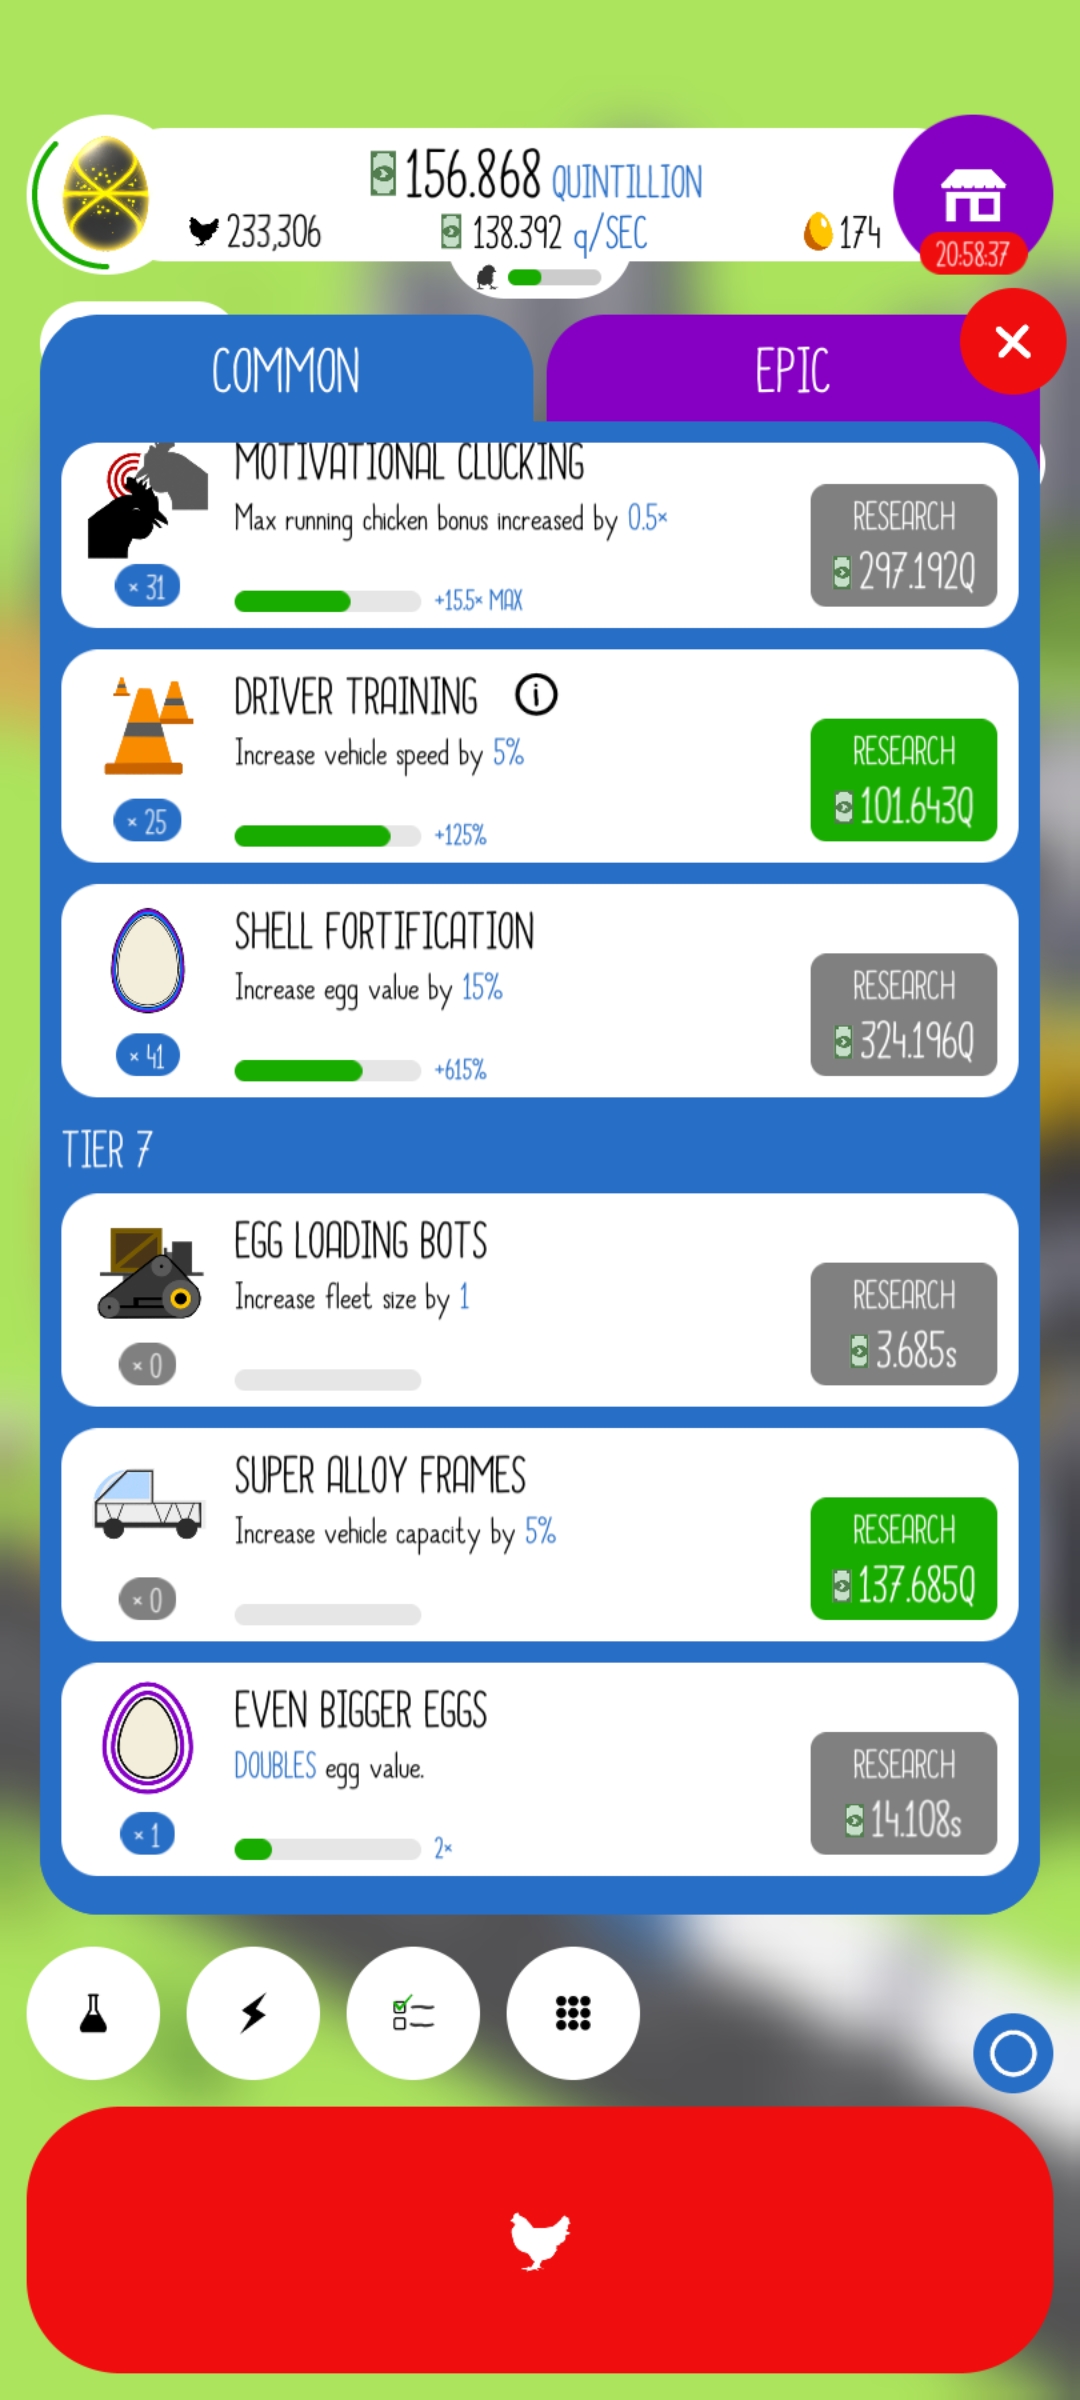 156.868 QUINTILLION
233,306
138.392 q/SEC
174
20:58:37
COMMON
EPIC
MOTIVATIONAL CLUCKING
Max running chicken bonus increased by 0.5×
× 31
+15.5× MAX
RESEARCH
297.192Q
DRIVER TRAINING
Increase vehicle speed by 5%
× 25
+125%
RESEARCH
101.643Q
SHELL FORTIFICATION
Increase egg value by 15%
× 41
+615%
RESEARCH
324.196Q
TIER 7
EGG LOADING BOTS
Increase fleet size by 1
× 0
RESEARCH
3.685s
SUPER ALLOY FRAMES
Increase vehicle capacity by 5%
× 0
RESEARCH
137.685Q
EVEN BIGGER EGGS
DOUBLES egg value.
× 1
2×
RESEARCH
14.108s